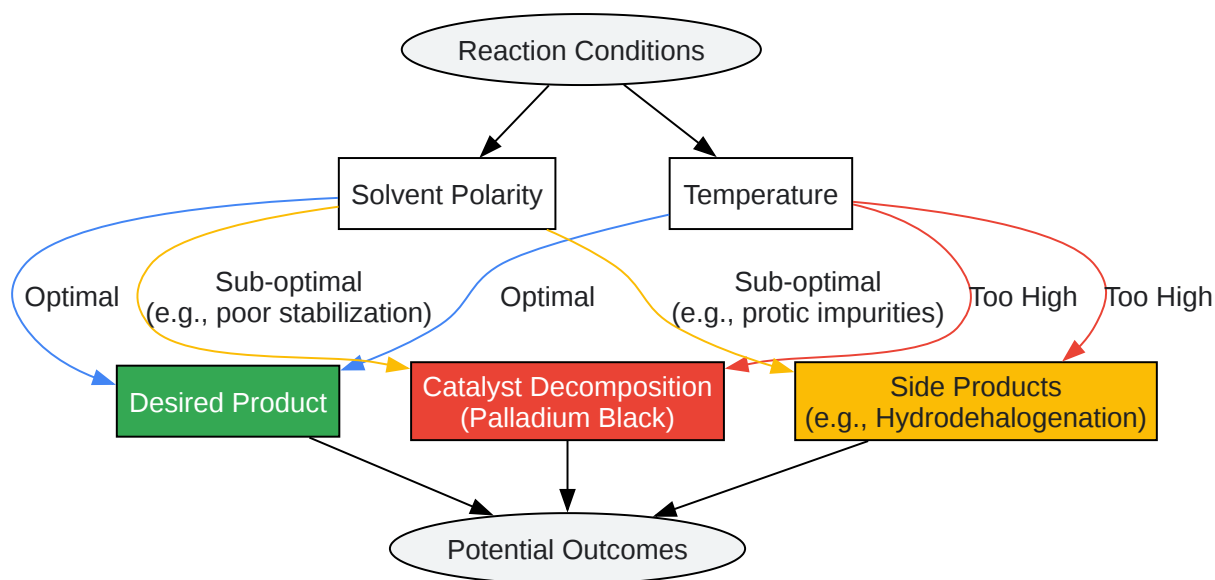 Reaction Conditions
Solvent Polarity
Temperature
Optimal
Sub-optimal
(e.g., poor stabilization)
Optimal
Sub-optimal
(e.g., protic impurities)
Too High
Too High
Desired Product
Catalyst Decomposition
(Palladium Black)
Side Products
(e.g., Hydrodehalogenation)
Potential Outcomes